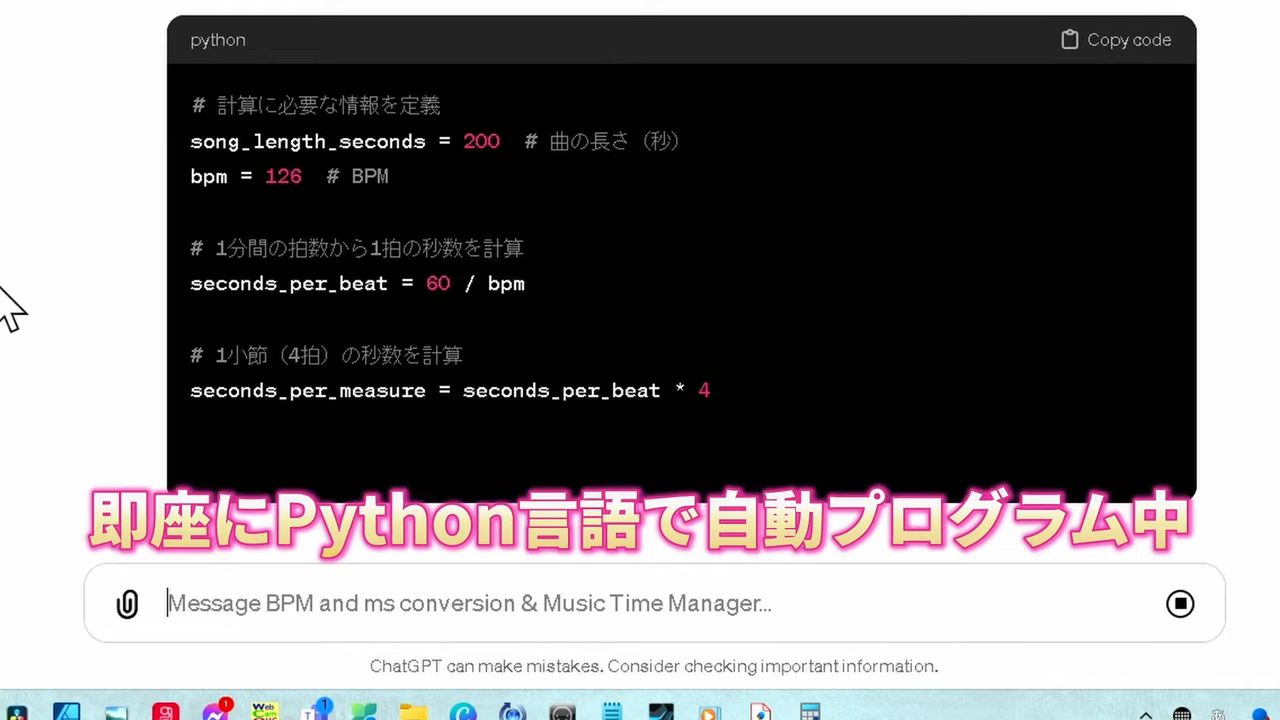 python
Copy code
# 計算に必要な情報を定義
song_length_seconds = 200 # 曲の長さ（秒）
bpm = 126 # BPM
# 1分間の拍数から1拍の秒数を計算
seconds_per_beat = 60 / bpm
# 1小節（4拍）の秒数を計算
seconds_per_measure = seconds_per_beat * 4
即座にPython言語で自動プログラム中
Message BPM and ms conversion & Music Time Manager...
ChatGPT can make mistakes. Consider checking important information.
1
Web
1
あ